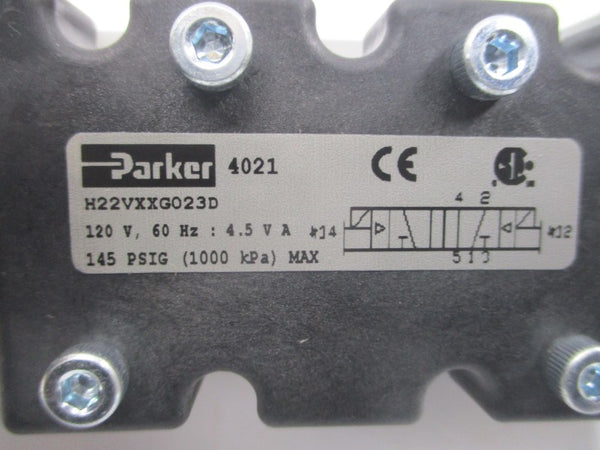 Parker 4021 CE
H22VXXG023D
4 2
120 V, 60 Hz : 4.5 V A *14 *12
145 PSIG (1000 kPa) MAX 5 1 3